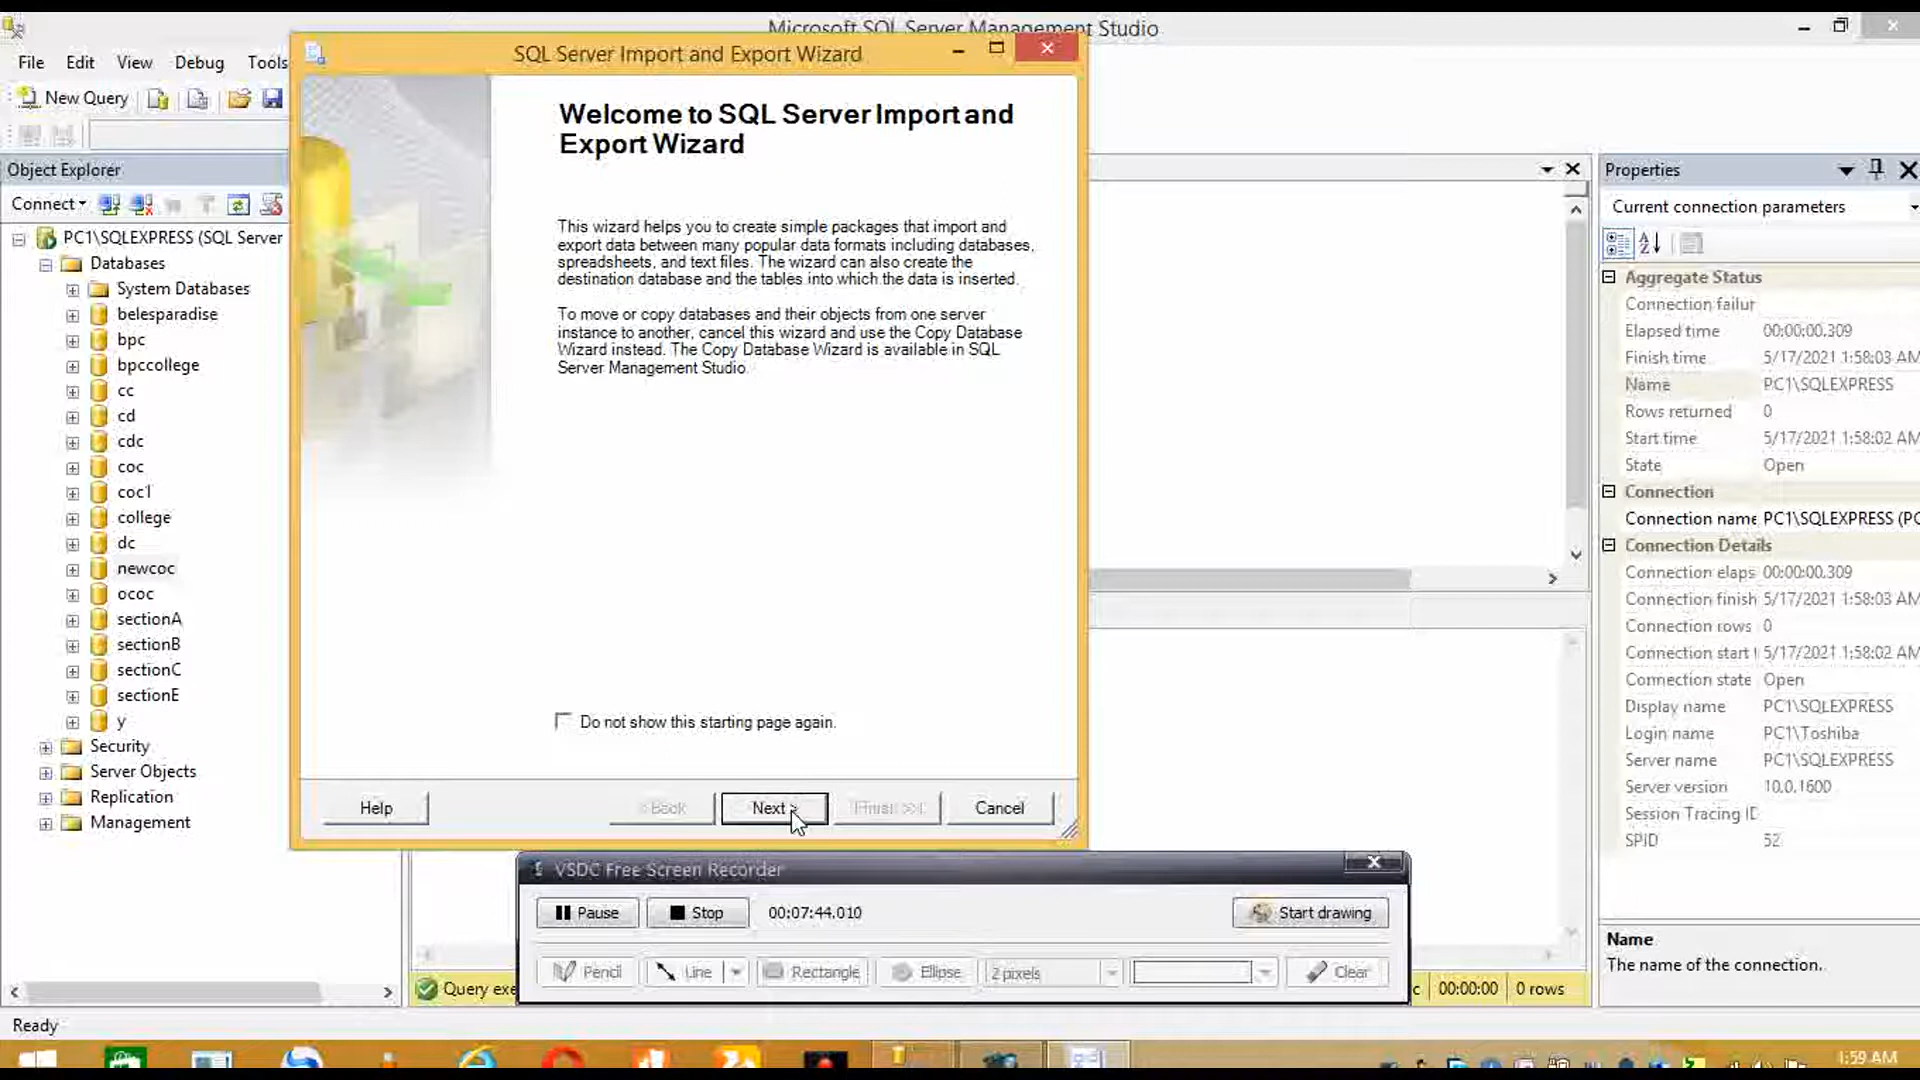 Microsoft SQL Server Management Studio
File Edit View Debug Tools
New Query
SQL Server Import and Export Wizard
Welcome to SQL Server Import and
Export Wizard
This wizard helps you to create simple packages that import and
export data between many popular data formats including databases,
spreadsheets, and text files. The wizard can also create the
destination database and the tables into which the data is inserted.
To move or copy databases and their objects from one server
instance to another, cancel this wizard and use the Copy Database
Wizard instead. The Copy Database Wizard is available in SQL
Server Management Studio.
Do not show this starting page again.
Help
< Back
Next >
Finish >>|
Cancel
Object Explorer
Connect
PC1\SQLEXPRESS (SQL Server
Databases
System Databases
belesparadise
bpc
bpccollege
cc
cd
cdc
coc
coc1
college
dc
newcoc
ococ
sectionA
sectionB
sectionC
sectionE
y
Security
Server Objects
Replication
Management
Properties
Current connection parameters
Aggregate Status
Connection failur
Elapsed time 00:00:00.309
Finish time 5/17/2021 1:58:03 AM
Name PC1\SQLEXPRESS
Rows returned 0
Start time 5/17/2021 1:58:02 AM
State Open
Connection
Connection name PC1\SQLEXPRESS (PC
Connection Details
Connection elaps 00:00:00.309
Connection finish 5/17/2021 1:58:03 AM
Connection rows 0
Connection start t 5/17/2021 1:58:02 AM
Connection state Open
Display name PC1\SQLEXPRESS
Login name PC1\Toshiba
Server name PC1\SQLEXPRESS
Server version 10.0.1600
Session Tracing ID
SPID 52
Name
The name of the connection.
VSDC Free Screen Recorder
Pause
Stop
00:07:44.010
Start drawing
Pencil
Line
Rectangle
Ellipse
2 pixels
Clear
Query exe
c 00:00:00 0 rows
Ready
1:59 AM